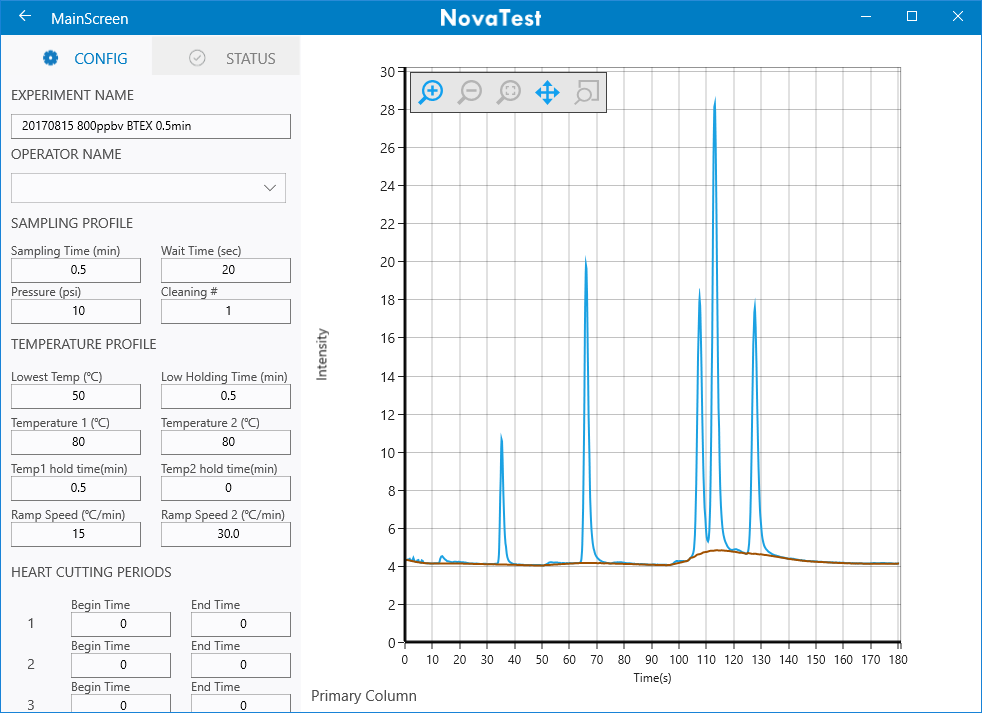 MainScreen
NovaTest
CONFIG
STATUS
EXPERIMENT NAME
20170815 800ppbv BTEX 0.5min
OPERATOR NAME
SAMPLING PROFILE
Sampling Time (min)
Wait Time (sec)
0.5
20
Pressure (psi)
Cleaning #
10
1
TEMPERATURE PROFILE
Lowest Temp (℃)
Low Holding Time (min)
50
0.5
Temperature 1 (℃)
Temperature 2 (℃)
80
80
Temp1 hold time(min)
Temp2 hold time(min)
0.5
0
Ramp Speed (℃/min)
Ramp Speed 2 (℃/min)
15
30.0
HEART CUTTING PERIODS
Begin Time
End Time
1
0
0
Begin Time
End Time
2
0
0
Begin Time
End Time
3
0
0
30
28
26
24
22
20
18
16
14
12
10
8
6
4
2
0
Intensity
0 10 20 30 40 50 60 70 80 90 100 110 120 130 140 150 160 170 180
Time(s)
Primary Column